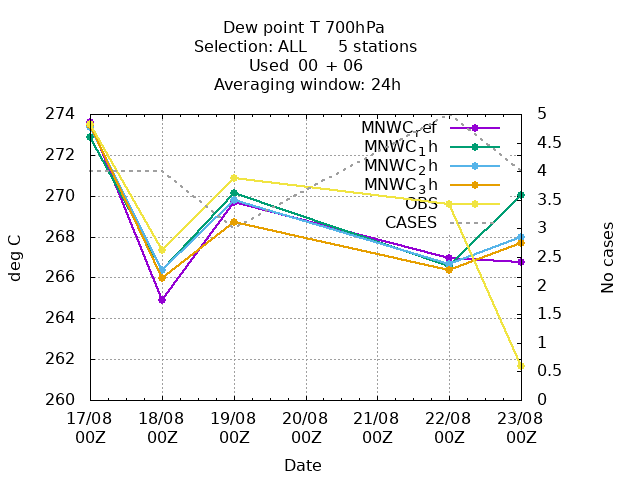 Dew point T 700hPa
Selection: ALL 5 stations
Used 00 + 06
Averaging window: 24h
MNWC_ref
MNWC_1h
MNWC_2h
MNWC_3h
OBS
CASES
274
272
270
268
266
264
262
260
deg C
5
4.5
4
3.5
3
2.5
2
1.5
1
0.5
0
No cases
17/08 18/08 19/08 20/08 21/08 22/08 23/08
00Z 00Z 00Z 00Z 00Z 00Z 00Z
Date